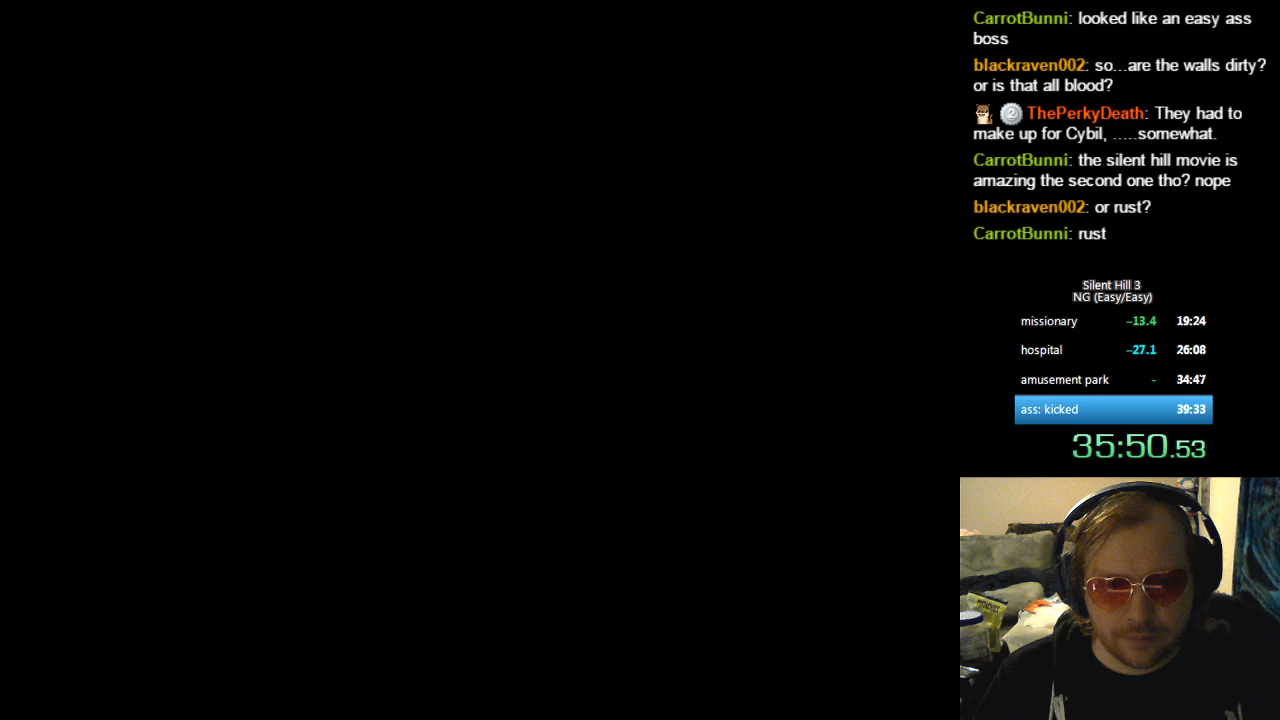 CarrotBunni: looked like an easy ass
boss
blackraven002: so...are the walls dirty?
or is that all blood?
2 ThePerkyDeath: They had to
make up for Cybil, .....somewhat.
CarrotBunni: the silent hill movie is
amazing the second one tho? nope
blackraven002: or rust?
CarrotBunni: rust
Silent Hill 3
NG (Easy/Easy)
missionary −13.4 19:24
hospital −27.1 26:08
amusement park - 34:47
ass: kicked 39:33
35:50.53